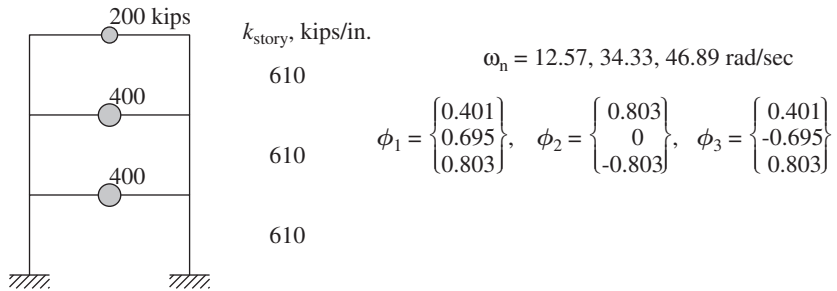 200 kips
k_story, kips/in.
610
ω_n = 12.57, 34.33, 46.89 rad/sec
400
610
400
610
ϕ_1 = {0.401 0.695 0.803}, ϕ_2 = {0.803 0 -0.803}, ϕ_3 = {0.401 -0.695 0.803}